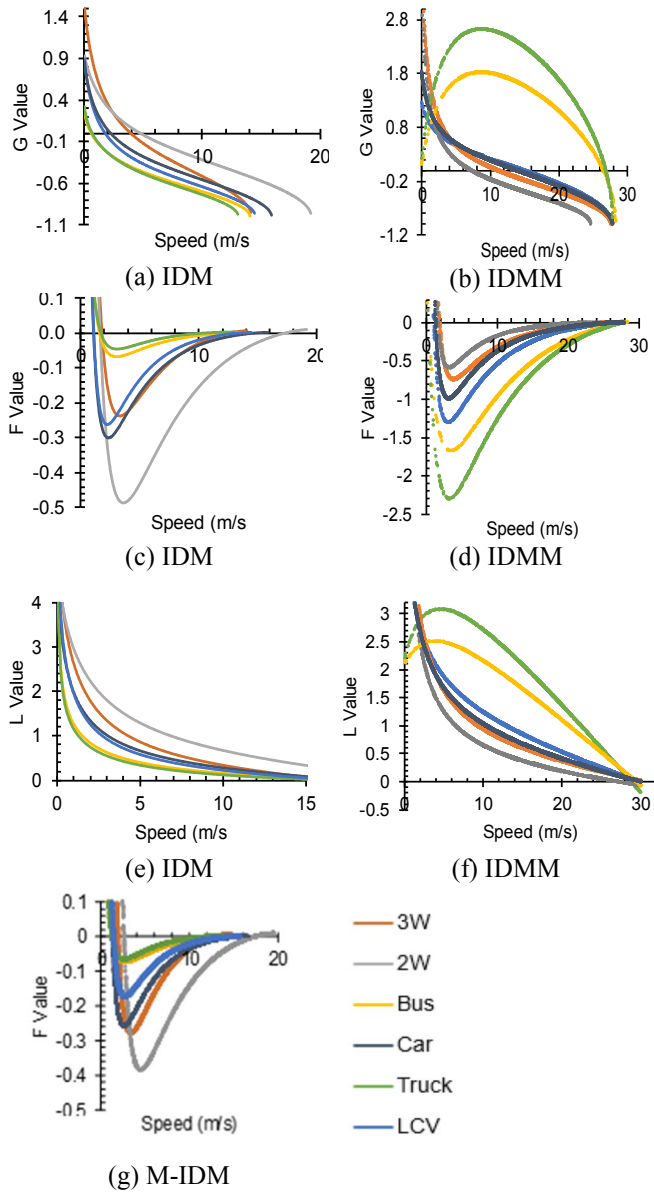 1.4
0.9
0.4
-0.1
-0.6
-1.1
0
10
20
G Value
Speed (m/s
(a) IDM
2.8
1.8
0.8
-0.2
-1.2
0
10
20
30
G Value
Speed (m/s)
(b) IDMM
0.1
0.0
-0.1
-0.2
-0.3
-0.4
-0.5
0
10
20
F Value
Speed (m/s
(c) IDM
0
-0.5
-1
-1.5
-2
-2.5
0
10
20
30
F Value
Speed (m/s)
(d) IDMM
4
3
2
1
0
0
5
10
15
L Value
Speed (m/s)
(e) IDM
3
2.5
2
1.5
1
0.5
0
-0.5
0
10
20
30
L Value
Speed (m/s)
(f) IDMM
0.1
0
-0.1
-0.2
-0.3
-0.4
-0.5
0
10
20
F Value
Speed (m/s)
(g) M-IDM
3W
2W
Bus
Car
Truck
LCV